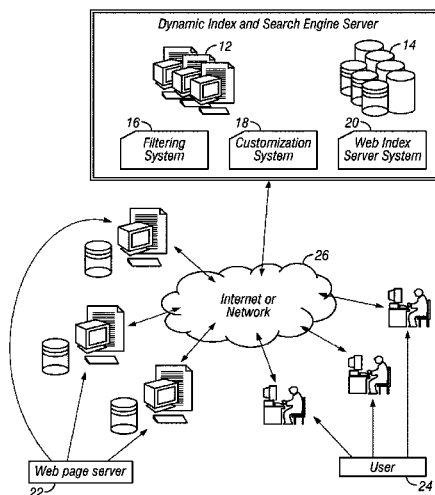 Dynamic Index and Search Engine Server
12
14
16
18
20
Filtering
System
Customization
System
Web Index
Server System
26
Internet or
Network
Web page server
22
User
24